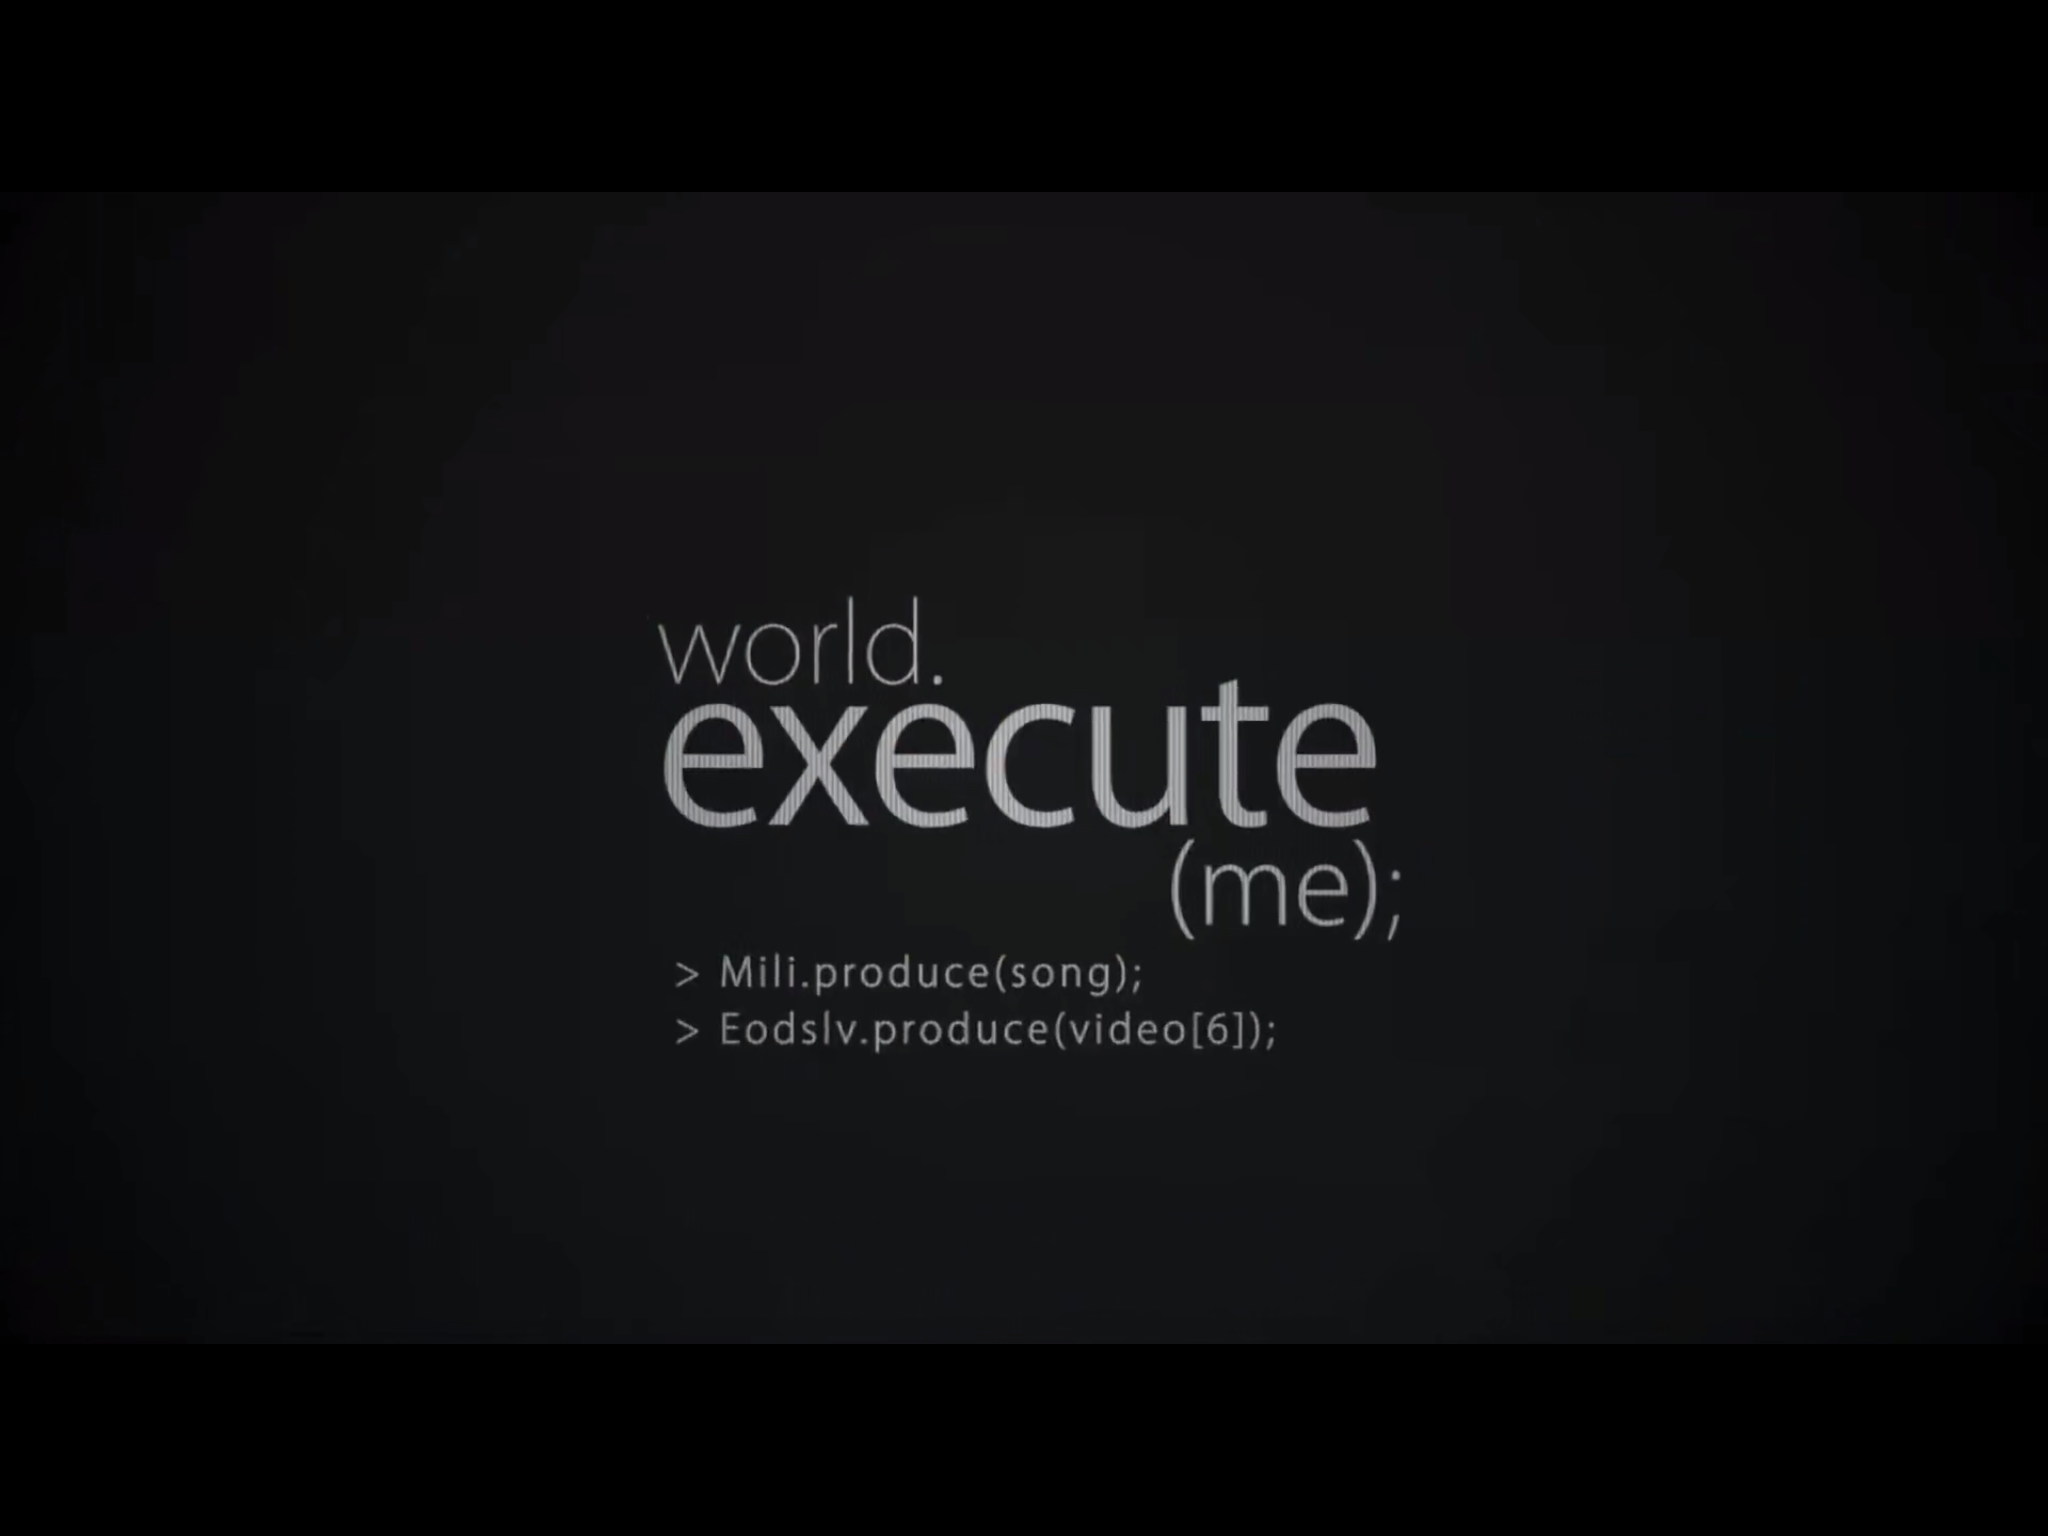 world.
execute
(me);
> Mili.produce(song);
> Eodslv.produce(video[6]);